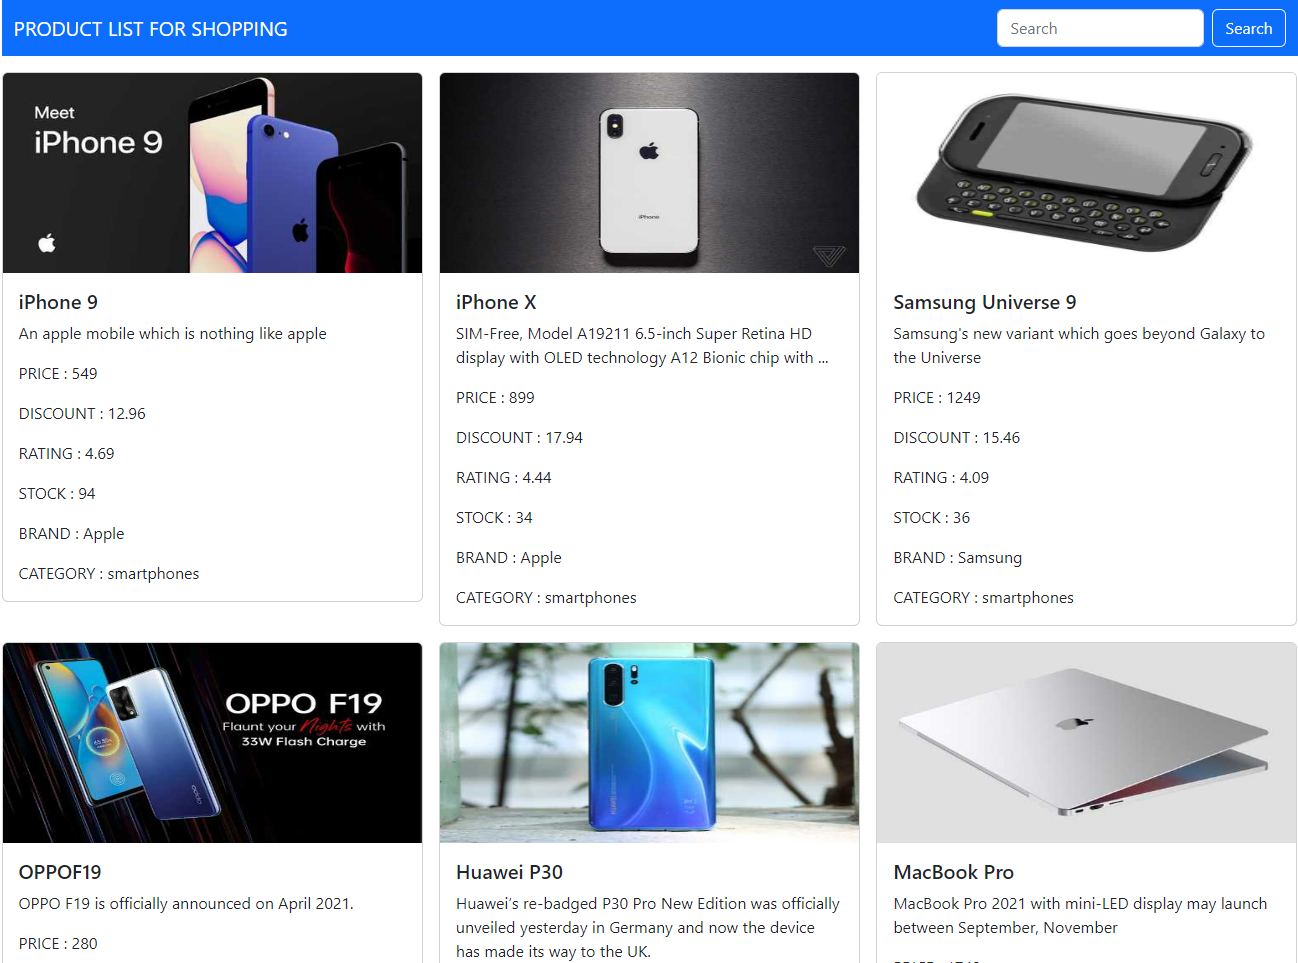 PRODUCT LIST FOR SHOPPING
Search
Search
Meet
iPhone 9
iPhone
iPhone 9
An apple mobile which is nothing like apple
PRICE : 549
DISCOUNT : 12.96
RATING : 4.69
STOCK : 94
BRAND : Apple
CATEGORY : smartphones
iPhone X
SIM-Free, Model A19211 6.5-inch Super Retina HD
display with OLED technology A12 Bionic chip with ...
PRICE : 899
DISCOUNT : 17.94
RATING : 4.44
STOCK : 34
BRAND : Apple
CATEGORY : smartphones
Samsung Universe 9
Samsung's new variant which goes beyond Galaxy to
the Universe
PRICE : 1249
DISCOUNT : 15.46
RATING : 4.09
STOCK : 36
BRAND : Samsung
CATEGORY : smartphones
OPPO F19
Flaunt your Nights with
33W Flash Charge
oppo
OPPOF19
OPPO F19 is officially announced on April 2021.
PRICE : 280
Huawei P30
Huawei’s re-badged P30 Pro New Edition was officially
unveiled yesterday in Germany and now the device
has made its way to the UK.
MacBook Pro
MacBook Pro 2021 with mini-LED display may launch
between September, November